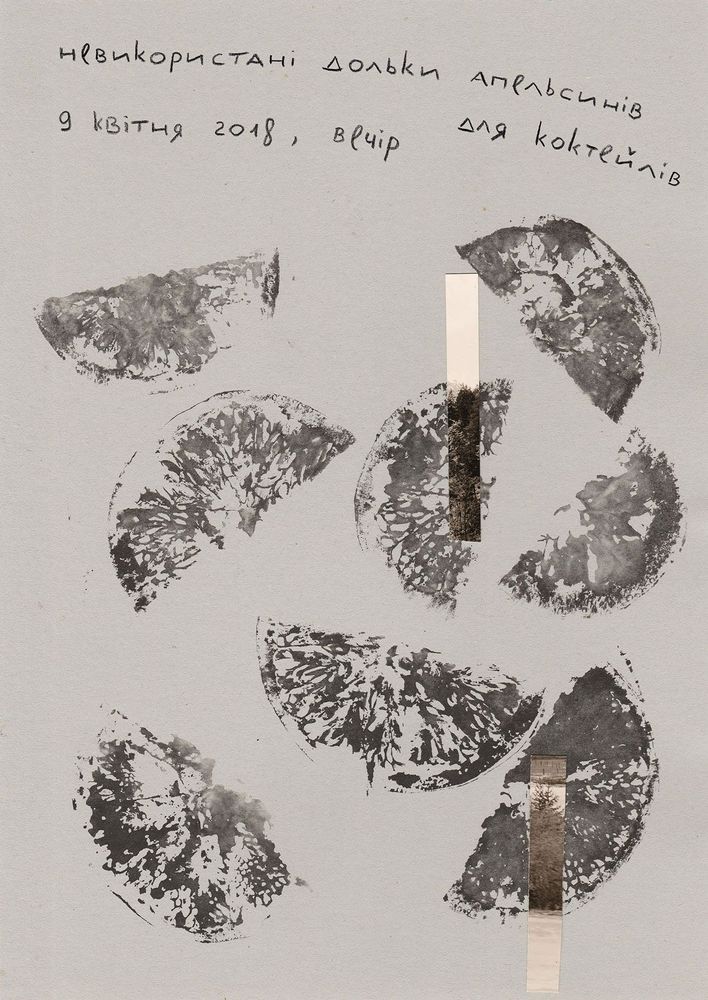 невикористані дольки апельсинів
9 квітня 2018, вечір для коктейлів